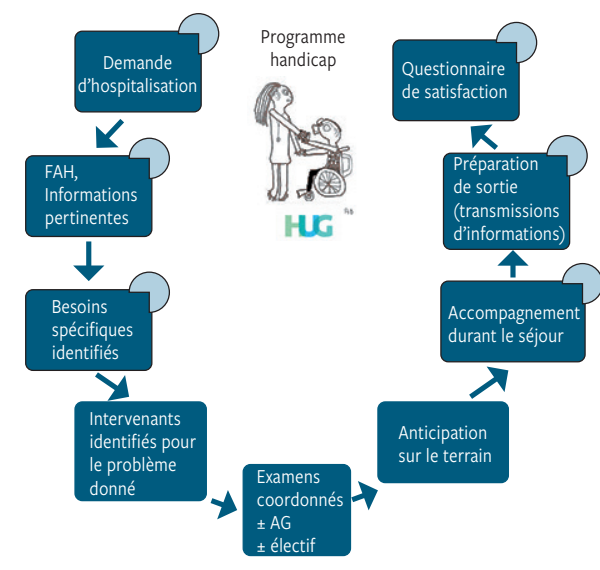 Programme
handicap
HUG
Demande
d'hospitalisation
FAH,
Informations
pertinentes
Besoins
spécifiques
identifiés
Intervenants
identifiés pour
le problème
donné
Examens
coordonnés
± AG
± électif
Anticipation
sur le terrain
Accompagnement
durant le séjour
Préparation
de sortie
(transmissions
d'informations)
Questionnaire
de satisfaction